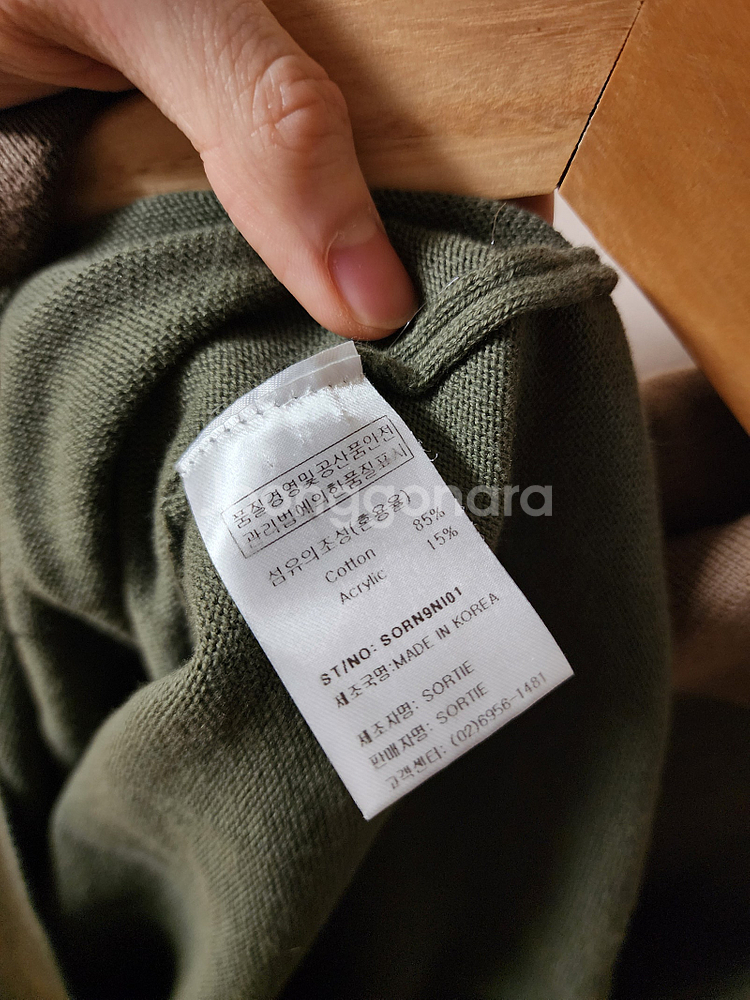 품질경영및공산품안전
관리법에의한품질표시
섬유의조성(혼용율)
Cotton 85%
Acrylic 15%
ST/NO: SORN9NI01
제조국명:MADE IN KOREA
제조자명: SORTIE
판매자명: SORTIE
고객센터: (02)6956-1481
onggonara